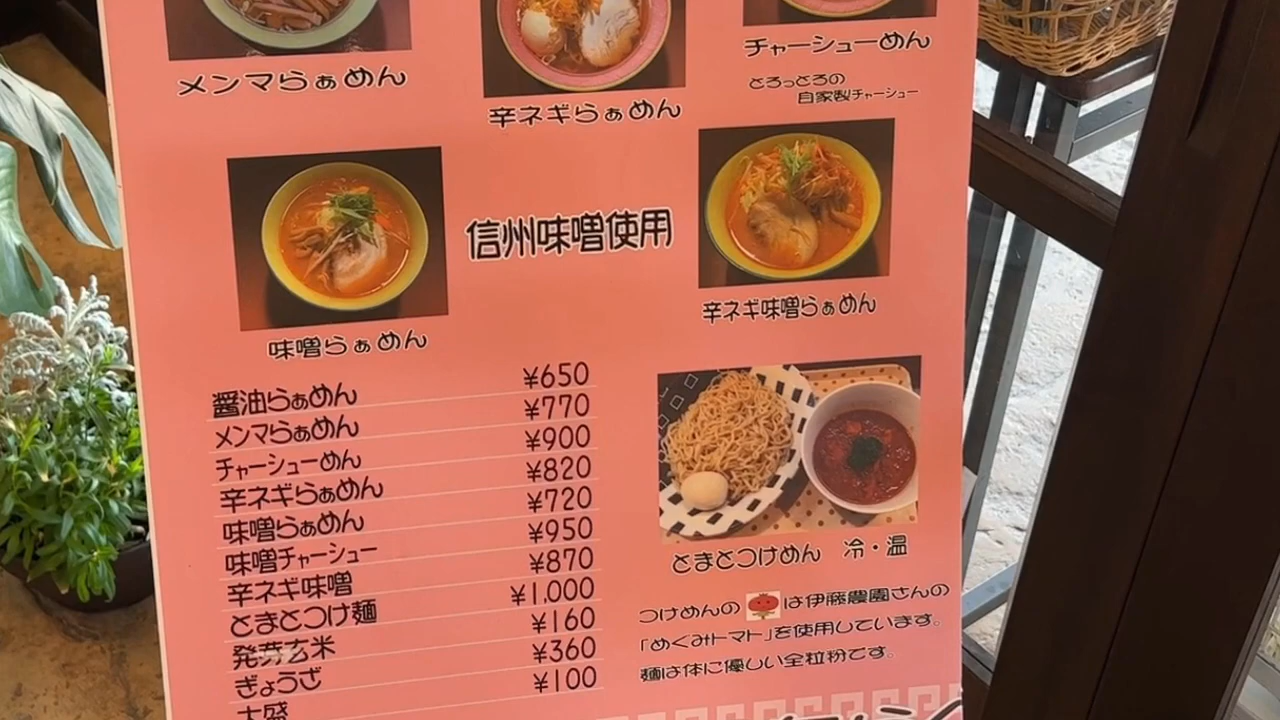 メンマらぁめん
辛ネギらぁめん
チャーシューめん
とろっとろの
自家製チャーシュー
信州味噌使用
味噌らぁめん
辛ネギ味噌らぁめん
醤油らぁめん ¥650
メンマらぁめん ¥770
チャーシューめん ¥900
辛ネギらぁめん ¥820
味噌らぁめん ¥720
味噌チャーシュー ¥950
辛ネギ味噌 ¥870
とまとつけ麺 ¥1,000
発芽玄米 ¥160
ぎょうざ ¥360
大盛 ¥100
とまとつけめん 冷・温
つけめんの は伊藤農園さんの
「めぐみトマト」を使用しています。
麺は体に優しい全粒粉です。